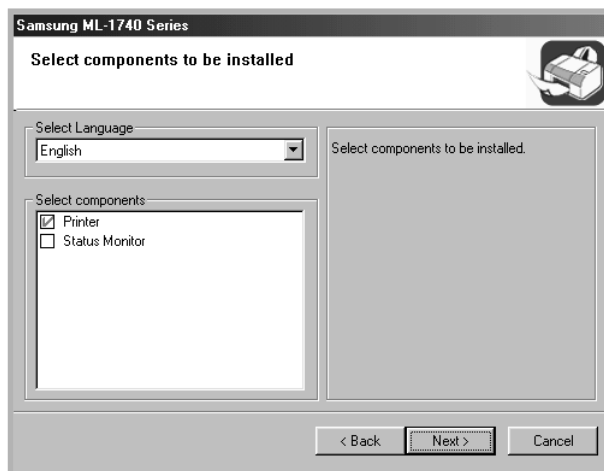 Samsung ML-1740 Series
Select components to be installed
Select Language
English
Select components to be installed.
Select components
Printer
Status Monitor
< Back
Next >
Cancel